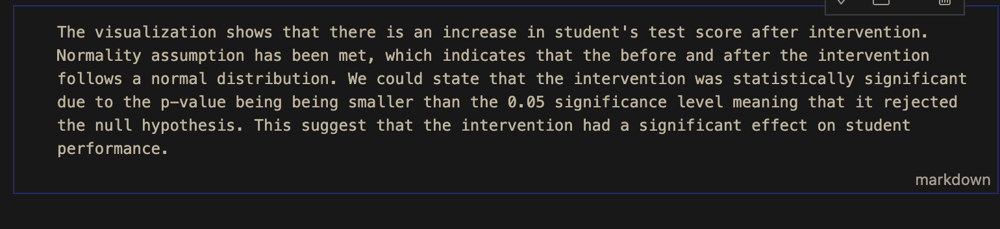 The visualization shows that there is an increase in student's test score after intervention.
Normality assumption has been met, which indicates that the before and after the intervention
follows a normal distribution. We could state that the intervention was statistically significant
due to the p-value being being smaller than the 0.05 significance level meaning that it rejected
the null hypothesis. This suggest that the intervention had a significant effect on student
performance.
markdown